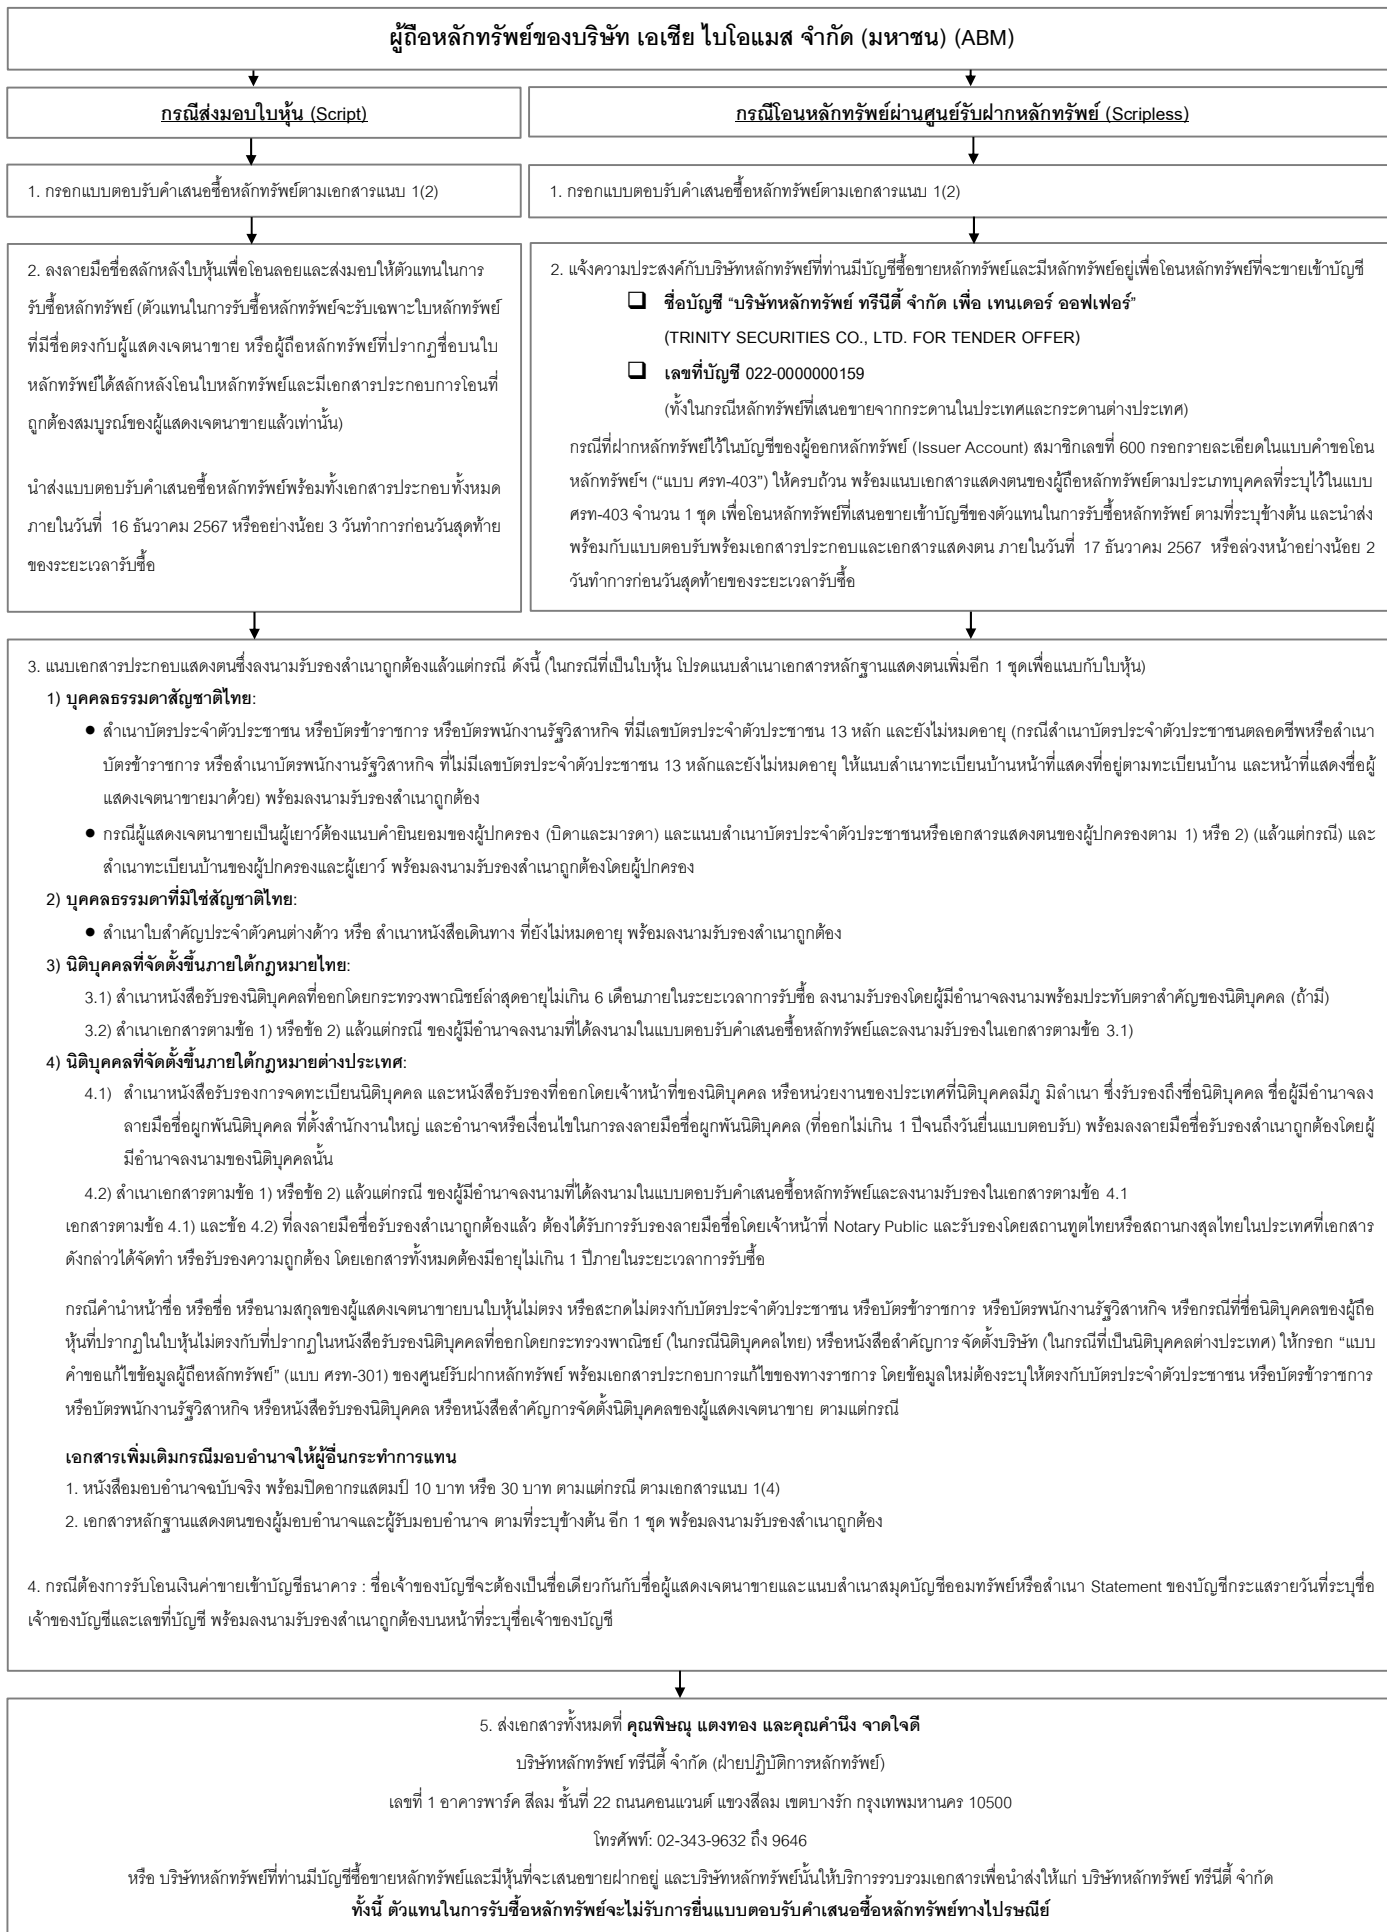 ผู้ถือหลักทรัพย์ของบริษัท เอเชีย ไบโอแมส จำกัด (มหาชน) (ABM)
กรณีส่งมอบใบหุ้น (Script)
กรณีโอนหลักทรัพย์ผ่านศูนย์รับฝากหลักทรัพย์ (Scripless)
1. กรอกแบบตอบรับคำเสนอซื้อหลักทรัพย์ตามเอกสารแนบ 1(2)
1. กรอกแบบตอบรับคำเสนอซื้อหลักทรัพย์ตามเอกสารแนบ 1(2)
2. ลงลายมือชื่อสลักหลังใบหุ้นเพื่อโอนลอยและส่งมอบให้ตัวแทนในการ
รับซื้อหลักทรัพย์ (ตัวแทนในการรับซื้อหลักทรัพย์จะรับเฉพาะใบหลักทรัพย์
ที่มีชื่อตรงกับผู้แสดงเจตนาขาย หรือผู้ถือหลักทรัพย์ที่ปรากฏชื่อบนใบ
หลักทรัพย์ได้สลักหลังโอนใบหลักทรัพย์และมีเอกสารประกอบการโอนที่
ถูกต้องสมบูรณ์ของผู้แสดงเจตนาขายแล้วเท่านั้น)
นำส่งแบบตอบรับคำเสนอซื้อหลักทรัพย์พร้อมทั้งเอกสารประกอบทั้งหมด
ภายในวันที่ 16 ธันวาคม 2567 หรืออย่างน้อย 3 วันทำการก่อนวันสุดท้าย
ของระยะเวลารับซื้อ
2. แจ้งความประสงค์กับบริษัทหลักทรัพย์ที่ท่านมีบัญชีซื้อขายหลักทรัพย์และมีหลักทรัพย์อยู่เพื่อโอนหลักทรัพย์ที่จะขายเข้าบัญชี
❑ ชื่อบัญชี “บริษัทหลักทรัพย์ ทรีนีตี้ จำกัด เพื่อ เทนเดอร์ ออฟเฟอร์”
(TRINITY SECURITIES CO., LTD. FOR TENDER OFFER)
❑ เลขที่บัญชี 022-0000000159
(ทั้งในกรณีหลักทรัพย์ที่เสนอขายจากกระดานในประเทศและกระดานต่างประเทศ)
กรณีที่ฝากหลักทรัพย์ไว้ในบัญชีของผู้ออกหลักทรัพย์ (Issuer Account) สมาชิกเลขที่ 600 กรอกรายละเอียดในแบบคำขอโอน
หลักทรัพย์ฯ (“แบบ ศรท-403”) ให้ครบถ้วน พร้อมแนบเอกสารแสดงตนของผู้ถือหลักทรัพย์ตามประเภทบุคคลที่ระบุไว้ในแบบ
ศรท-403 จำนวน 1 ชุด เพื่อโอนหลักทรัพย์ที่เสนอขายเข้าบัญชีของตัวแทนในการรับซื้อหลักทรัพย์ ตามที่ระบุข้างต้น และนำส่ง
พร้อมกับแบบตอบรับพร้อมเอกสารประกอบและเอกสารแสดงตน ภายในวันที่ 17 ธันวาคม 2567 หรือล่วงหน้าอย่างน้อย 2
วันทำการก่อนวันสุดท้ายของระยะเวลารับซื้อ
3. แนบเอกสารประกอบแสดงตนซึ่งลงนามรับรองสำเนาถูกต้องแล้วแต่กรณี ดังนี้ (ในกรณีที่เป็นใบหุ้น โปรดแนบสำเนาเอกสารหลักฐานแสดงตนเพิ่มอีก 1 ชุดเพื่อแนบกับใบหุ้น)
1) บุคคลธรรมดาสัญชาติไทย:
● สำเนาบัตรประจำตัวประชาชน หรือบัตรข้าราชการ หรือบัตรพนักงานรัฐวิสาหกิจ ที่มีเลขบัตรประจำตัวประชาชน 13 หลัก และยังไม่หมดอายุ (กรณีสำเนาบัตรประจำตัวประชาชนตลอดชีพหรือสำเนา
บัตรข้าราชการ หรือสำเนาบัตรพนักงานรัฐวิสาหกิจ ที่ไม่มีเลขบัตรประจำตัวประชาชน 13 หลักและยังไม่หมดอายุ ให้แนบสำเนาทะเบียนบ้านหน้าที่แสดงที่อยู่ตามทะเบียนบ้าน และหน้าที่แสดงชื่อผู้
แสดงเจตนาขายมาด้วย) พร้อมลงนามรับรองสำเนาถูกต้อง
● กรณีผู้แสดงเจตนาขายเป็นผู้เยาว์ต้องแนบคำยินยอมของผู้ปกครอง (บิดาและมารดา) และแนบสำเนาบัตรประจำตัวประชาชนหรือเอกสารแสดงตนของผู้ปกครองตาม 1) หรือ 2) (แล้วแต่กรณี) และ
สำเนาทะเบียนบ้านของผู้ปกครองและผู้เยาว์ พร้อมลงนามรับรองสำเนาถูกต้องโดยผู้ปกครอง
2) บุคคลธรรมดาที่มิใช่สัญชาติไทย:
● สำเนาใบสำคัญประจำตัวคนต่างด้าว หรือ สำเนาหนังสือเดินทาง ที่ยังไม่หมดอายุ พร้อมลงนามรับรองสำเนาถูกต้อง
3) นิติบุคคลที่จัดตั้งขึ้นภายใต้กฎหมายไทย:
3.1) สำเนาหนังสือรับรองนิติบุคคลที่ออกโดยกระทรวงพาณิชย์ล่าสุดอายุไม่เกิน 6 เดือนภายในระยะเวลาการรับซื้อ ลงนามรับรองโดยผู้มีอำนาจลงนามพร้อมประทับตราสำคัญของนิติบุคคล (ถ้ามี)
3.2) สำเนาเอกสารตามข้อ 1) หรือข้อ 2) แล้วแต่กรณี ของผู้มีอำนาจลงนามที่ได้ลงนามในแบบตอบรับคำเสนอซื้อหลักทรัพย์และลงนามรับรองในเอกสารตามข้อ 3.1)
4) นิติบุคคลที่จัดตั้งขึ้นภายใต้กฎหมายต่างประเทศ:
4.1) สำเนาหนังสือรับรองการจดทะเบียนนิติบุคคล และหนังสือรับรองที่ออกโดยเจ้าหน้าที่ของนิติบุคคล หรือหน่วยงานของประเทศที่นิติบุคคลมีภู มิลำเนา ซึ่งรับรองถึงชื่อนิติบุคคล ชื่อผู้มีอำนาจลง
ลายมือชื่อผูกพันนิติบุคคล ที่ตั้งสำนักงานใหญ่ และอำนาจหรือเงื่อนไขในการลงลายมือชื่อผูกพันนิติบุคคล (ที่ออกไม่เกิน 1 ปีจนถึงวันยื่นแบบตอบรับ) พร้อมลงลายมือชื่อรับรองสำเนาถูกต้องโดยผู้
มีอำนาจลงนามของนิติบุคคลนั้น
4.2) สำเนาเอกสารตามข้อ 1) หรือข้อ 2) แล้วแต่กรณี ของผู้มีอำนาจลงนามที่ได้ลงนามในแบบตอบรับคำเสนอซื้อหลักทรัพย์และลงนามรับรองในเอกสารตามข้อ 4.1
เอกสารตามข้อ 4.1) และข้อ 4.2) ที่ลงลายมือชื่อรับรองสำเนาถูกต้องแล้ว ต้องได้รับการรับรองลายมือชื่อโดยเจ้าหน้าที่ Notary Public และรับรองโดยสถานทูตไทยหรือสถานกงสุลไทยในประเทศที่เอกสาร
ดังกล่าวได้จัดทำ หรือรับรองความถูกต้อง โดยเอกสารทั้งหมดต้องมีอายุไม่เกิน 1 ปีภายในระยะเวลาการรับซื้อ
กรณีคำนำหน้าชื่อ หรือชื่อ หรือนามสกุลของผู้แสดงเจตนาขายบนใบหุ้นไม่ตรง หรือสะกดไม่ตรงกับบัตรประจำตัวประชาชน หรือบัตรข้าราชการ หรือบัตรพนักงานรัฐวิสาหกิจ หรือกรณีที่ชื่อนิติบุคคลของผู้ถือ
หุ้นที่ปรากฏในใบหุ้นไม่ตรงกับที่ปรากฏในหนังสือรับรองนิติบุคคลที่ออกโดยกระทรวงพาณิชย์ (ในกรณีนิติบุคคลไทย) หรือหนังสือสำคัญการ จัดตั้งบริษัท (ในกรณีที่เป็นนิติบุคคลต่างประเทศ) ให้กรอก “แบบ
คำขอแก้ไขข้อมูลผู้ถือหลักทรัพย์” (แบบ ศรท-301) ของศูนย์รับฝากหลักทรัพย์ พร้อมเอกสารประกอบการแก้ไขของทางราชการ โดยข้อมูลใหม่ต้องระบุให้ตรงกับบัตรประจำตัวประชาชน หรือบัตรข้าราชการ
หรือบัตรพนักงานรัฐวิสาหกิจ หรือหนังสือรับรองนิติบุคคล หรือหนังสือสำคัญการจัดตั้งนิติบุคคลของผู้แสดงเจตนาขาย ตามแต่กรณี
เอกสารเพิ่มเติมกรณีมอบอำนาจให้ผู้อื่นกระทำการแทน
1. หนังสือมอบอำนาจฉบับจริง พร้อมปิดอากรแสตมป์ 10 บาท หรือ 30 บาท ตามแต่กรณี ตามเอกสารแนบ 1(4)
2. เอกสารหลักฐานแสดงตนของผู้มอบอำนาจและผู้รับมอบอำนาจ ตามที่ระบุข้างต้น อีก 1 ชุด พร้อมลงนามรับรองสำเนาถูกต้อง
4. กรณีต้องการรับโอนเงินค่าขายเข้าบัญชีธนาคาร : ชื่อเจ้าของบัญชีจะต้องเป็นชื่อเดียวกันกับชื่อผู้แสดงเจตนาขายและแนบสำเนาสมุดบัญชีออมทรัพย์หรือสำเนา Statement ของบัญชีกระแสรายวันที่ระบุชื่อ
เจ้าของบัญชีและเลขที่บัญชี พร้อมลงนามรับรองสำเนาถูกต้องบนหน้าที่ระบุชื่อเจ้าของบัญชี
5. ส่งเอกสารทั้งหมดที่ คุณพิษณุ แตงทอง และคุณคำนึง จาดใจดี
บริษัทหลักทรัพย์ ทรีนีตี้ จำกัด (ฝ่ายปฏิบัติการหลักทรัพย์)
เลขที่ 1 อาคารพาร์ค สีลม ชั้นที่ 22 ถนนคอนแวนต์ แขวงสีลม เขตบางรัก กรุงเทพมหานคร 10500
โทรศัพท์: 02-343-9632 ถึง 9646
หรือ บริษัทหลักทรัพย์ที่ท่านมีบัญชีซื้อขายหลักทรัพย์และมีหุ้นที่จะเสนอขายฝากอยู่ และบริษัทหลักทรัพย์นั้นให้บริการรวบรวมเอกสารเพื่อนำส่งให้แก่ บริษัทหลักทรัพย์ ทรีนีตี้ จำกัด
ทั้งนี้ ตัวแทนในการรับซื้อหลักทรัพย์จะไม่รับการยื่นแบบตอบรับคำเสนอซื้อหลักทรัพย์ทางไปรษณีย์